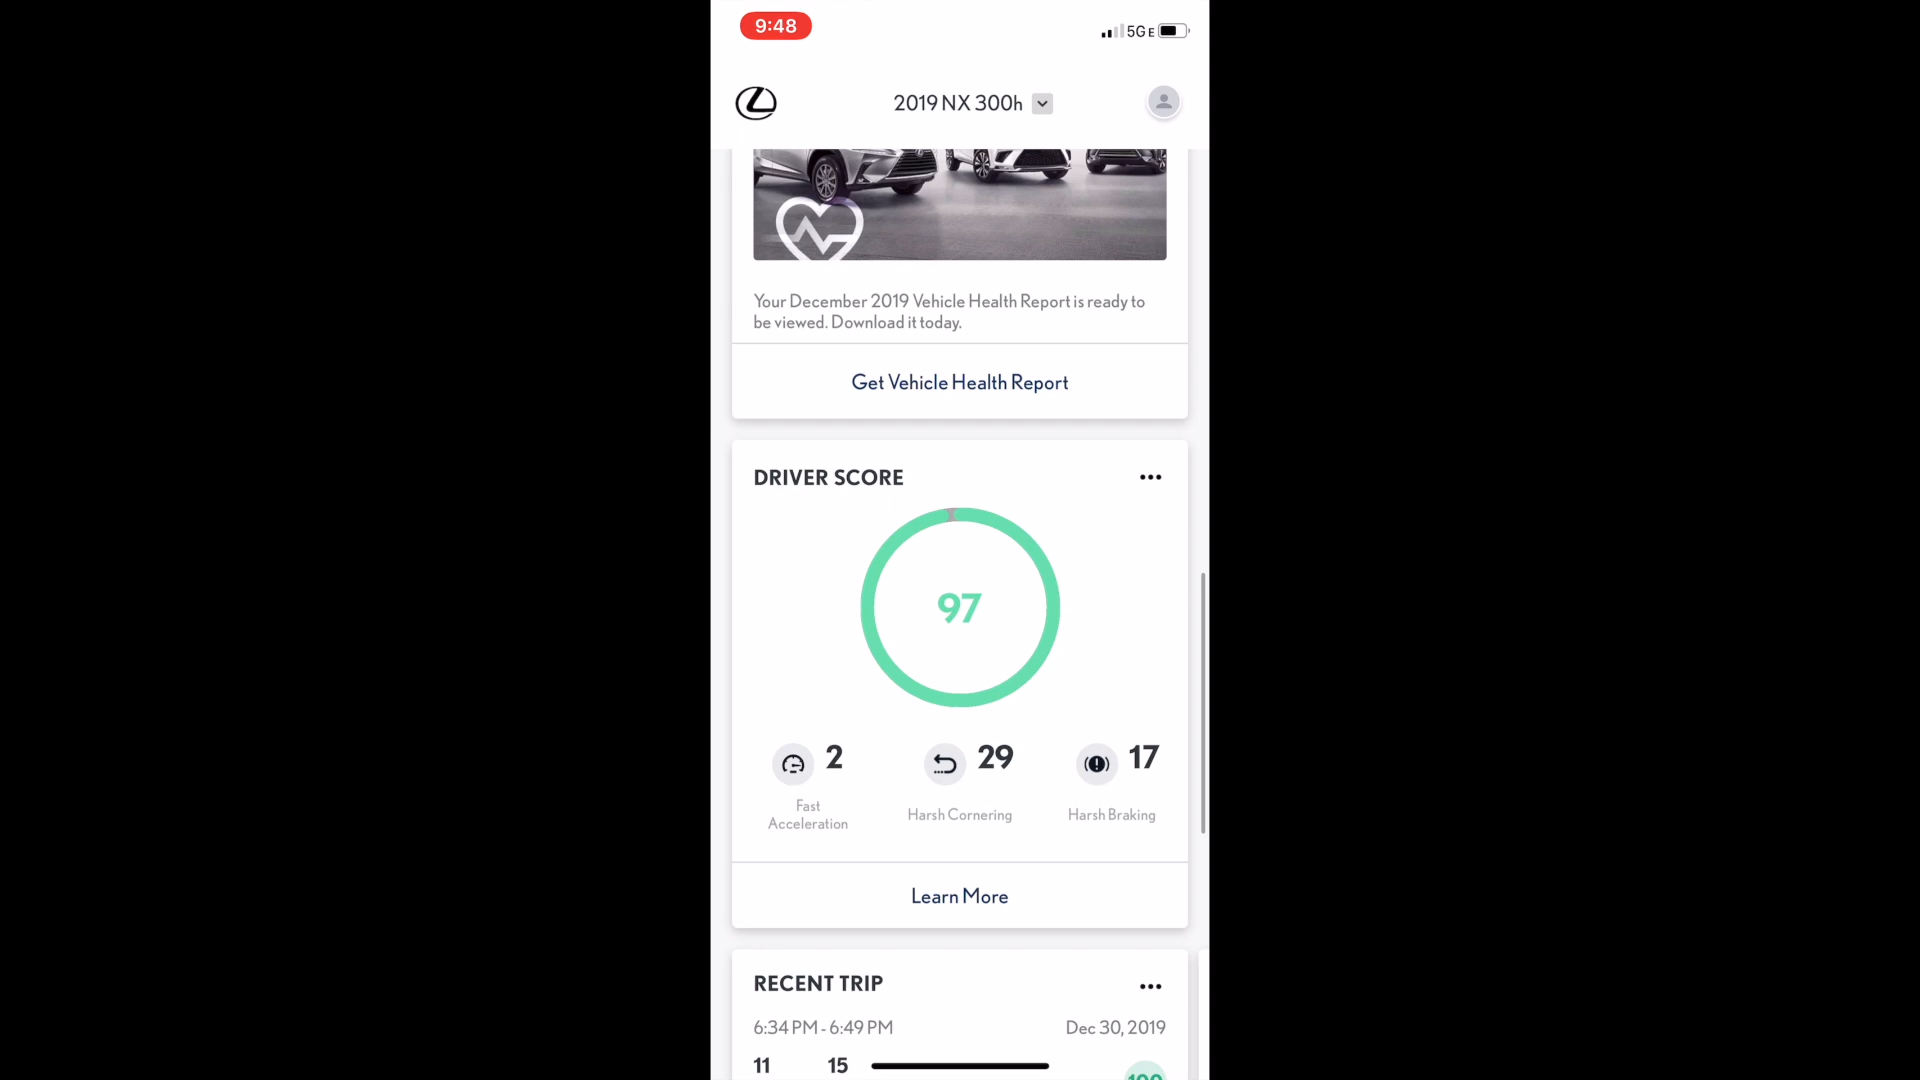 9:48
5GE
2019 NX 300h
Your December 2019 Vehicle Health Report is ready to
be viewed. Download it today.
Get Vehicle Health Report
DRIVER SCORE
97
2
29
17
Fast
Acceleration
Harsh Cornering
Harsh Braking
Learn More
RECENT TRIP
6:34 PM - 6:49 PM
Dec 30, 2019
11
15
100